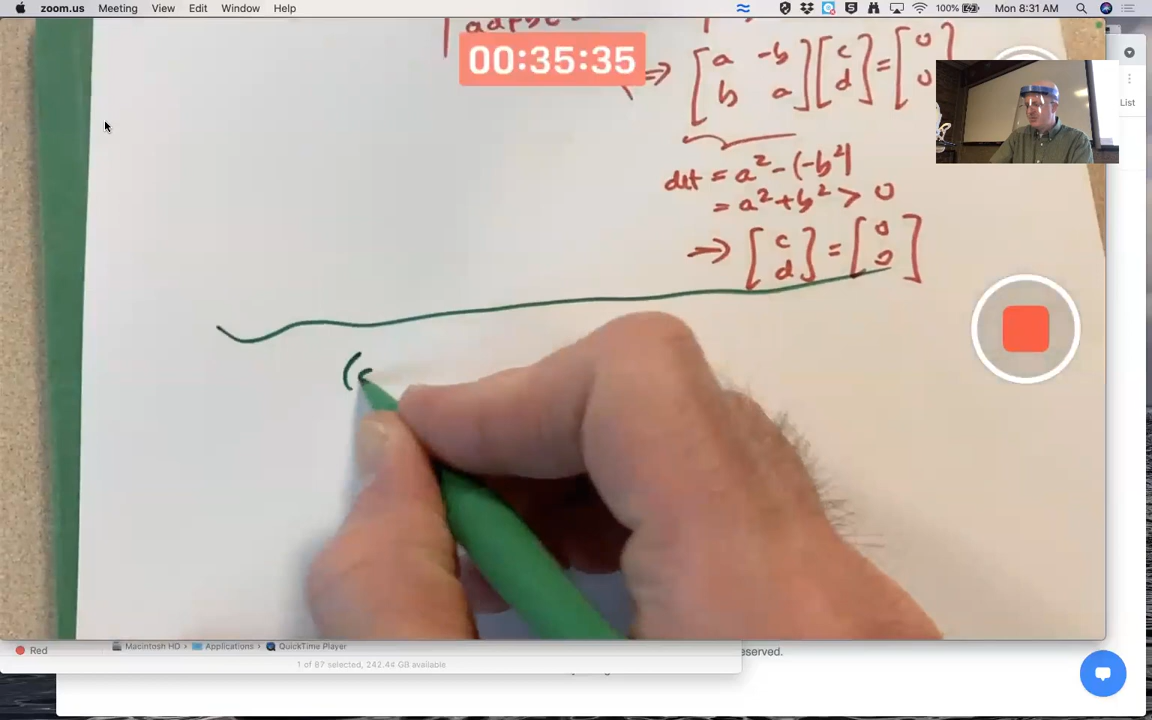 zoom.us Meeting View Edit Window Help 100% Mon 8:31 AM
00:35:35
⇒ [a -b] [c] = [0]
[b a] [d] [0]
List
det = a² - (-b²)
= a² + b² > 0
⇒ [c] = [0]
[d] [0]
(
Red
Macintosh HD › Applications › QuickTime Player
1 of 87 selected, 242.44 GB available
eserved.